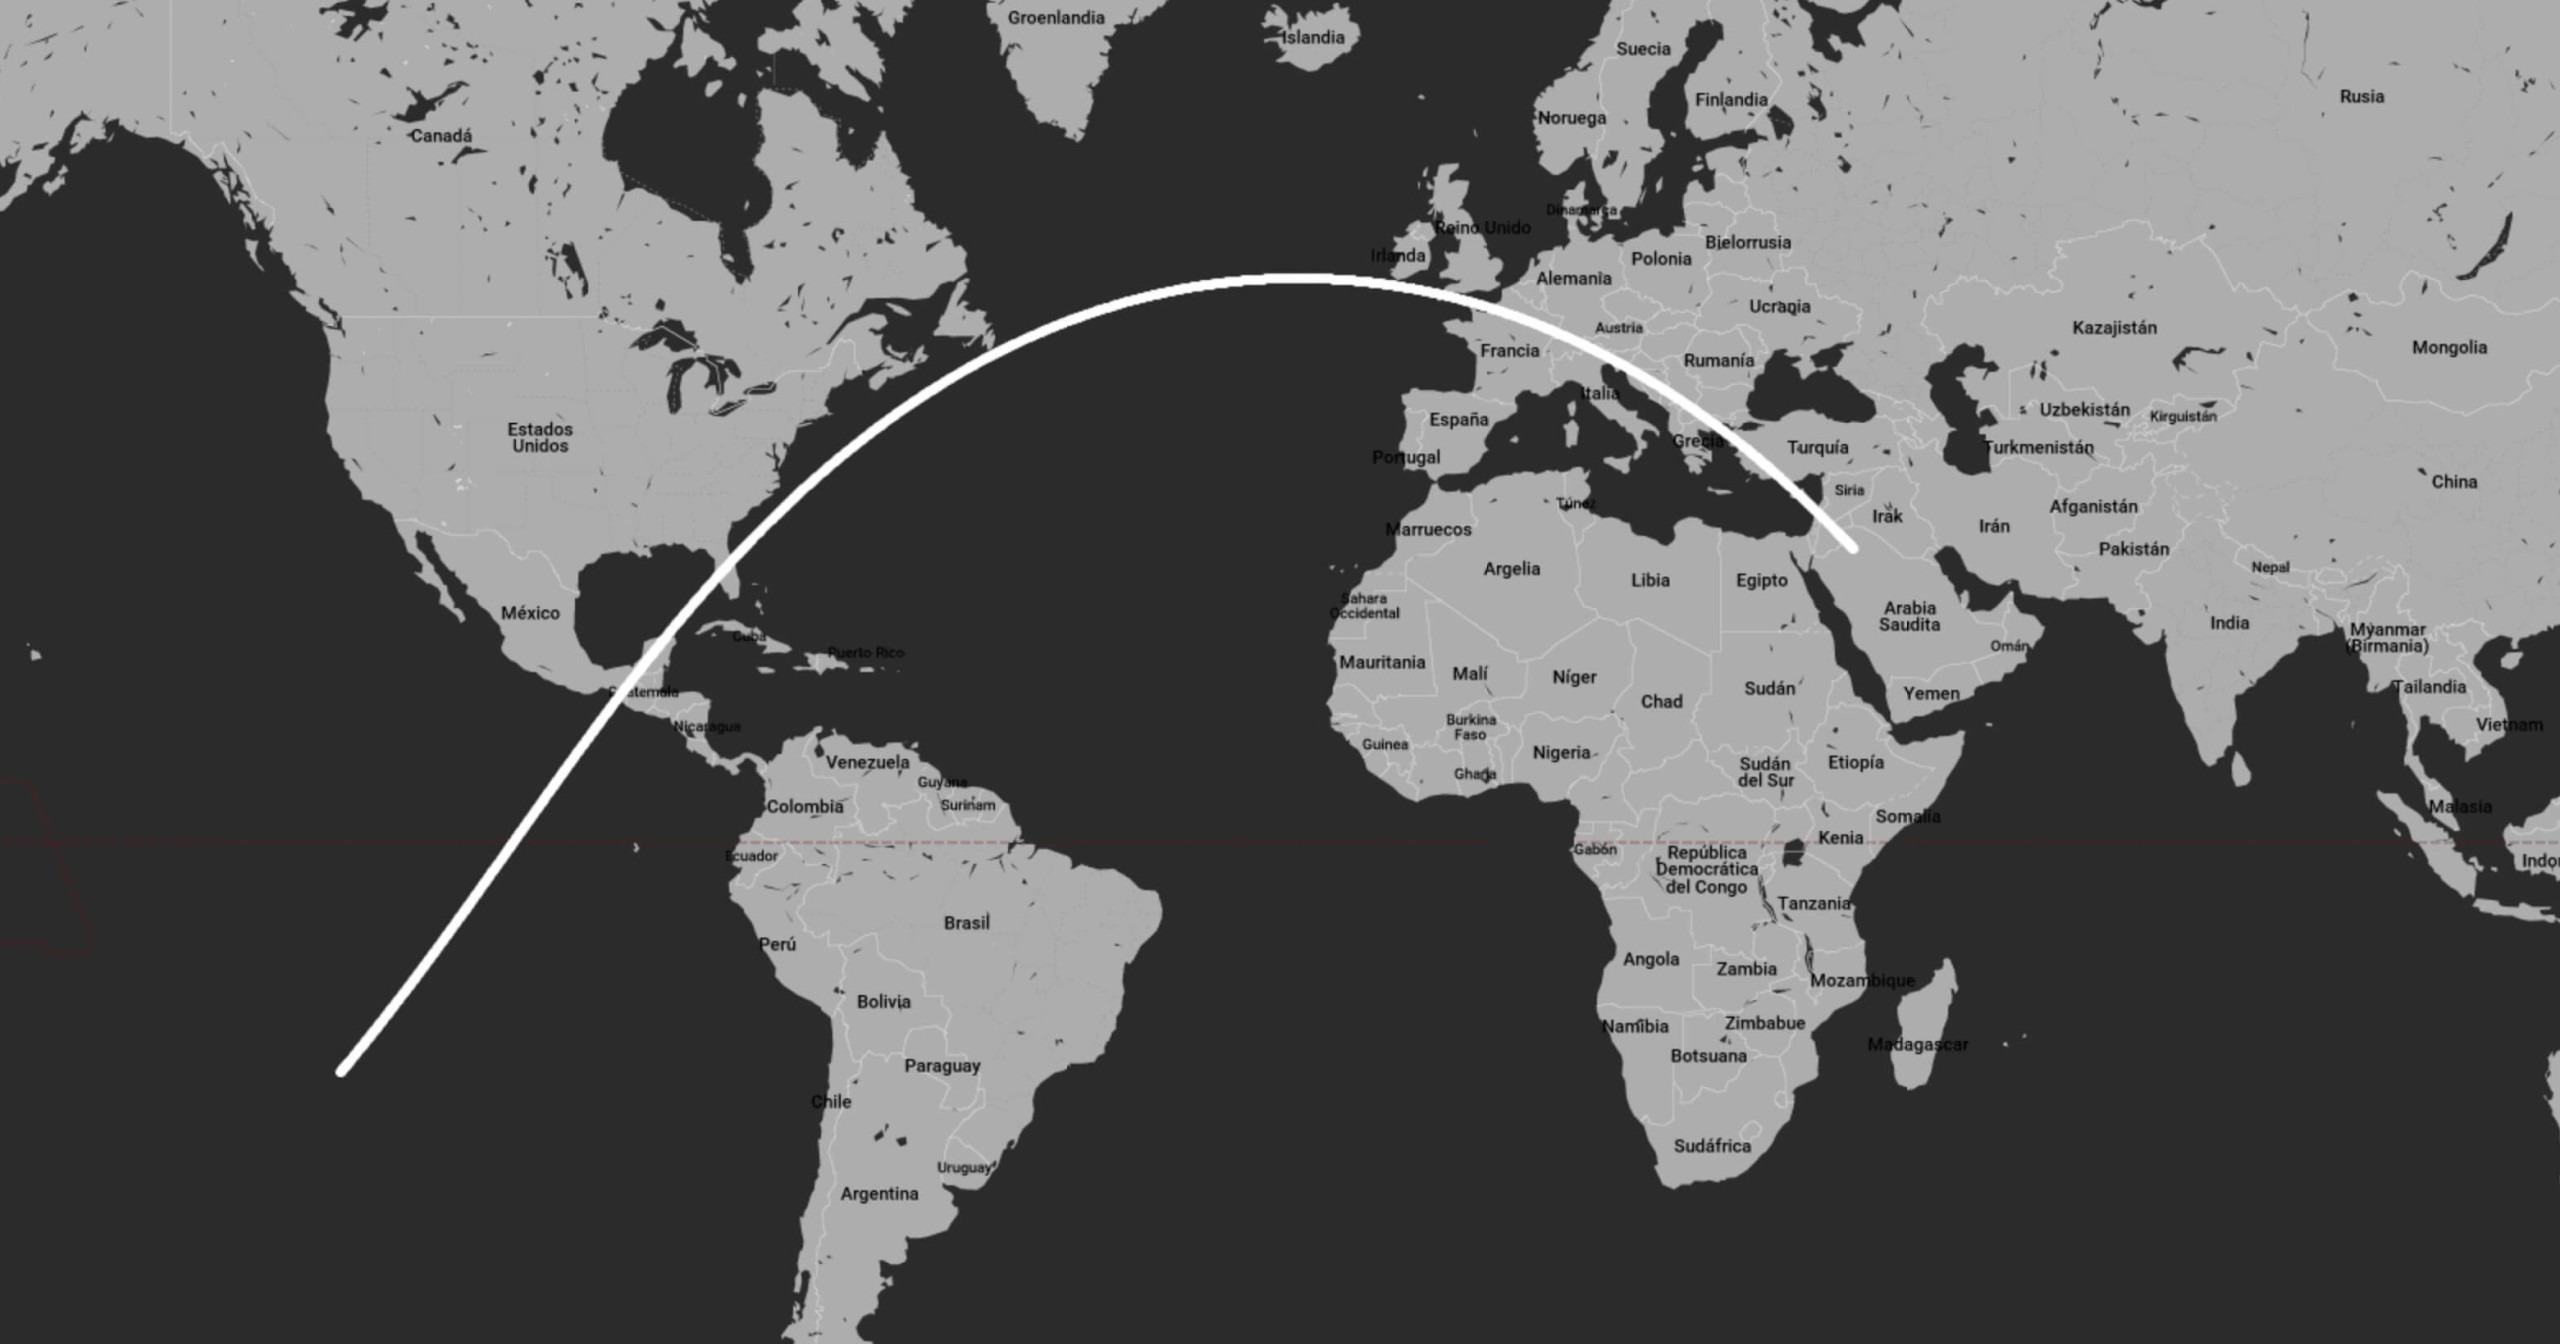 Groenlandia
Islandia
Suecia
Finlandia
Noruega
Rusia
Canadá
Dinamarca
Reino Unido
Irlanda
Bielorrusia
Polonia
Alemania
Ucrania
Austria
Francia
Rumanía
Kazajistán
Mongolia
Italia
España
Portugal
Grecia
Turquía
Uzbekistán
Kirguistán
Turkmenistán
Estados
Unidos
Siria
Irak
Irán
Afganistán
China
Túnez
Marruecos
Pakistán
Nepal
Argelia
Libia
Egipto
Sahara
Occidental
México
Arabia
Saudita
India
Omán
Myanmar
(Birmania)
Cuba
Puerto Rico
Mauritania
Malí
Níger
Chad
Sudán
Yemen
Tailandia
Guatemala
Nicaragua
Burkina
Faso
Guinea
Nigeria
Ghana
Sudán
del Sur
Etiopía
Vietnam
Venezuela
Guyana
Surinam
Colombia
Somalia
Malasia
Ecuador
Gabón
República
Democrática
del Congo
Kenia
Indo
Brasil
Perú
Tanzania
Angola
Zambia
Mozambique
Bolivia
Namibia
Zimbabue
Botsuana
Madagascar
Paraguay
Chile
Sudáfrica
Uruguay
Argentina